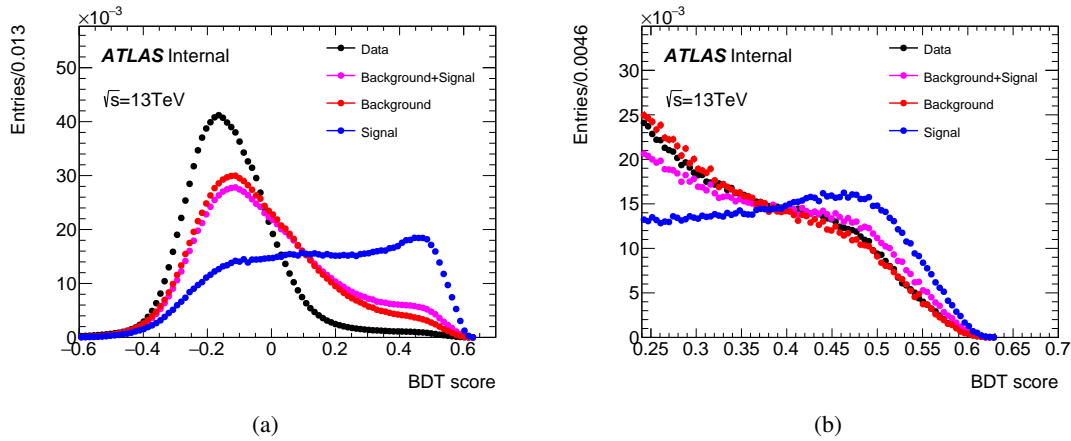 ×10⁻³
Entries/0.013
50
40
30
20
10
0
ATLAS Internal
√s=13TeV
Data
Background+Signal
Background
Signal
−0.6 −0.4 −0.2 0 0.2 0.4 0.6
BDT score
(a)
×10⁻³
Entries/0.0046
35
30
25
20
15
10
5
0
ATLAS Internal
√s=13TeV
Data
Background+Signal
Background
Signal
0.25 0.3 0.35 0.4 0.45 0.5 0.55 0.6 0.65 0.7
BDT score
(b)